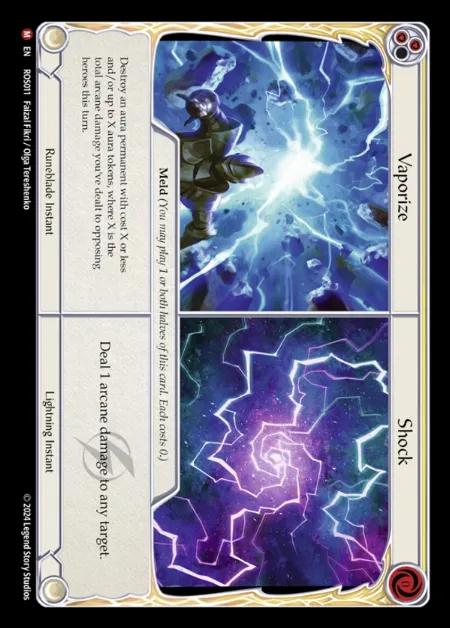 Vaporize
Shock
0
Meld (You may play 1 or both halves of this card. Each costs 0.)
Destroy an aura permanent with cost X or less
and/or up to X aura tokens, where X is the
total arcane damage you've dealt to opposing
heroes this turn.
Deal 1 arcane damage to any target.
Runeblade Instant
Lightning Instant
M EN ROS011 Faizal Fikri / Olga Tereshenko
© 2024 Legend Story Studios